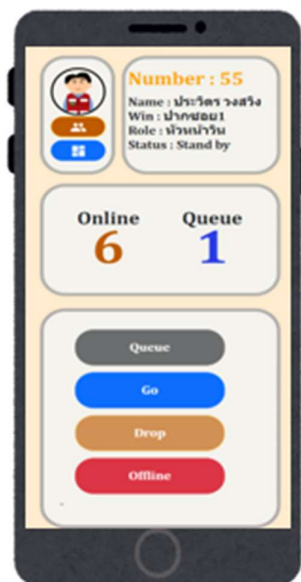 Number : 55
Name : ประวิตร วงสวิง
Win : ปากซอย1
Role : หัวหน้าวิน
Status : Stand by
Online
Queue
6
1
Queue
Go
Drop
Offline